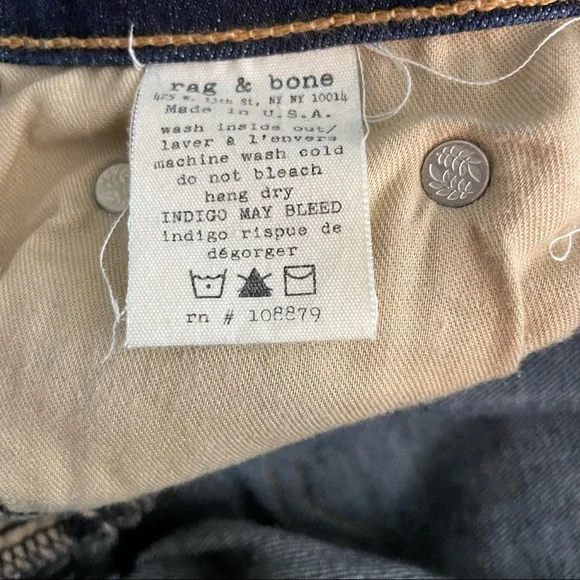 rag & bone
425 W. 13th St, NY NY 10014
Made in U.S.A.
wash inside out/
laver à l'envers
machine wash cold
do not bleach
hang dry
INDIGO MAY BLEED
indigo rispue de
dégorger
rn # 108879